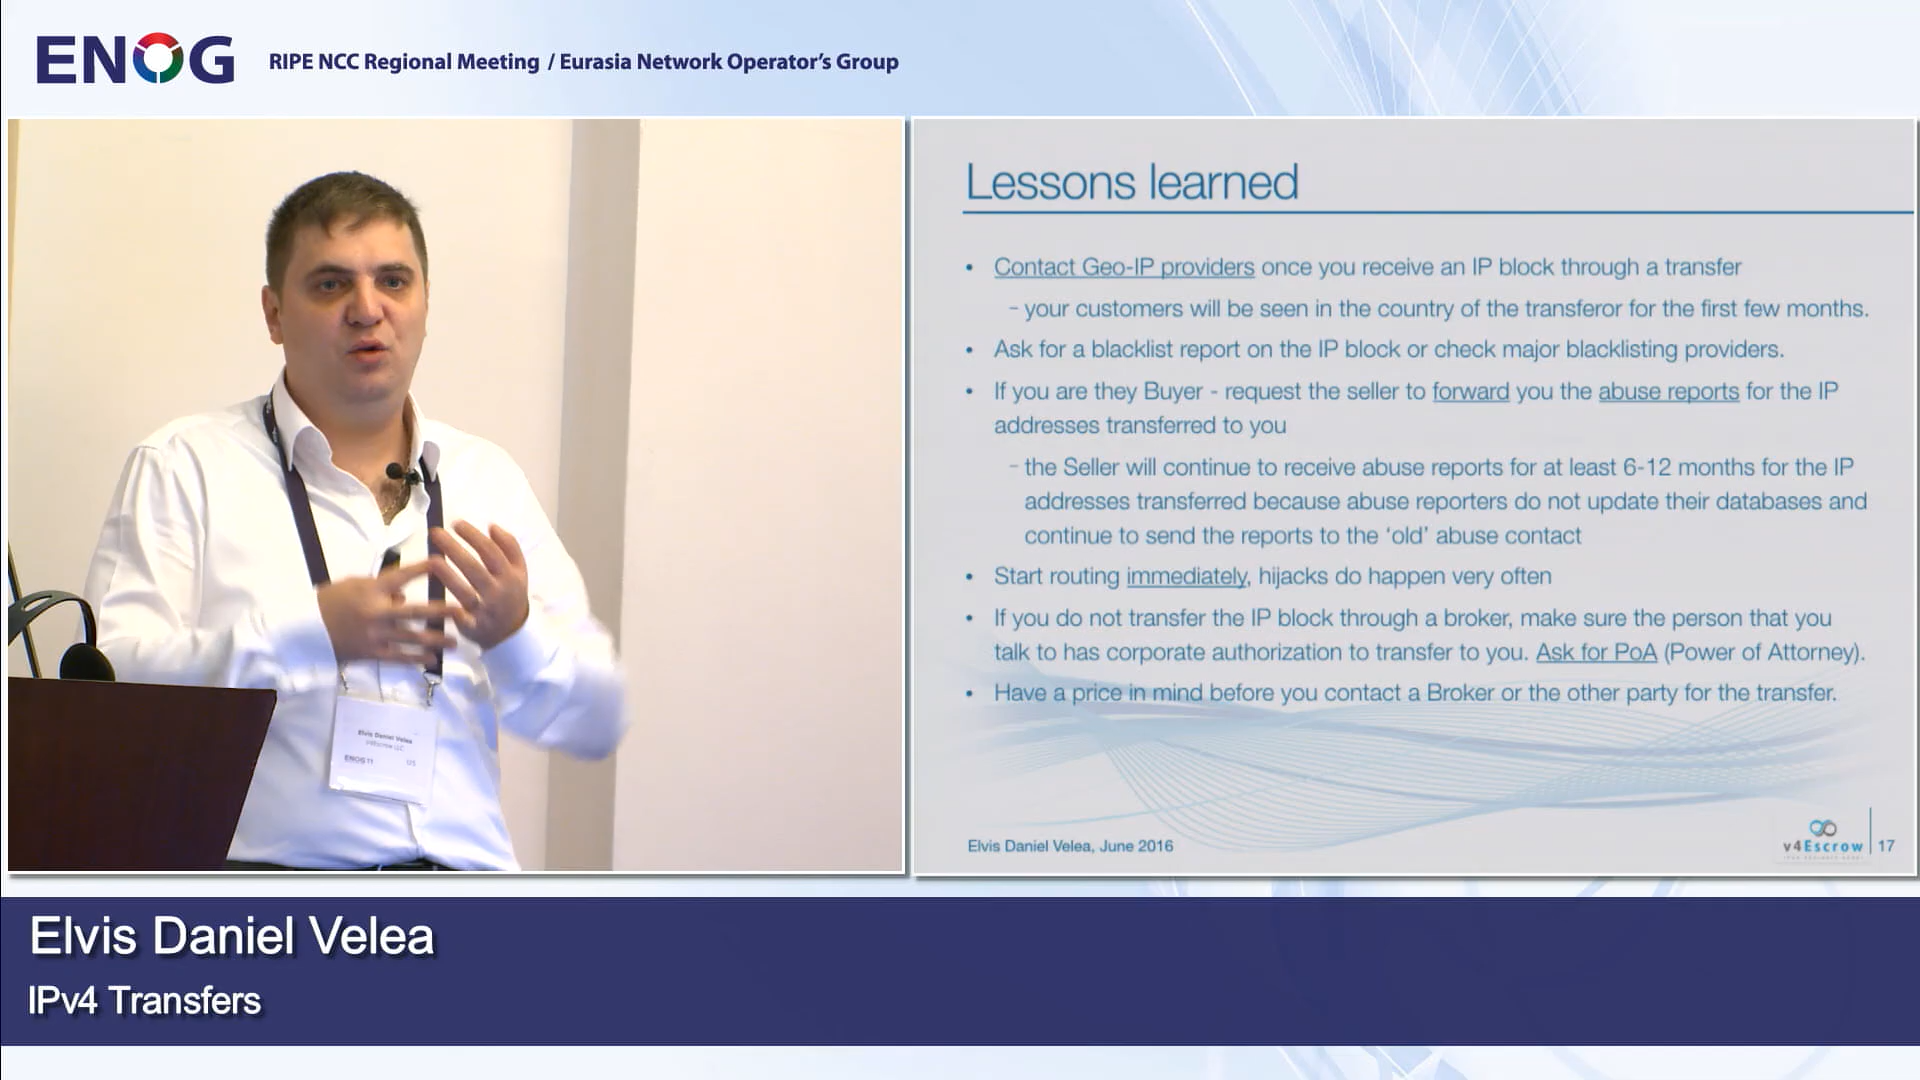 ENOG
RIPE NCC Regional Meeting / Eurasia Network Operator's Group
Lessons learned
• Contact Geo-IP providers once you receive an IP block through a transfer
- your customers will be seen in the country of the transferor for the first few months.
• Ask for a blacklist report on the IP block or check major blacklisting providers.
• If you are they Buyer - request the seller to forward you the abuse reports for the IP
addresses transferred to you
- the Seller will continue to receive abuse reports for at least 6-12 months for the IP
addresses transferred because abuse reporters do not update their databases and
continue to send the reports to the ‘old’ abuse contact
• Start routing immediately, hijacks do happen very often
• If you do not transfer the IP block through a broker, make sure the person that you
talk to has corporate authorization to transfer to you. Ask for PoA (Power of Attorney).
• Have a price in mind before you contact a Broker or the other party for the transfer.
Elvis Daniel Velea, June 2016
v4Escrow
17
Elvis Daniel Velea
V4Escrow LLC
ENOG 11
US
Elvis Daniel Velea
IPv4 Transfers